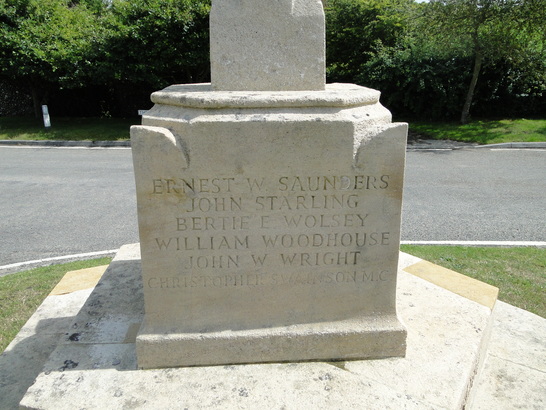 ERNEST W SAUNDERS
JOHN STARLING
BERTIE E WOLSEY
WILLIAM WOODHOUSE
JOHN W WRIGHT
CHRISTOPHER M.C.